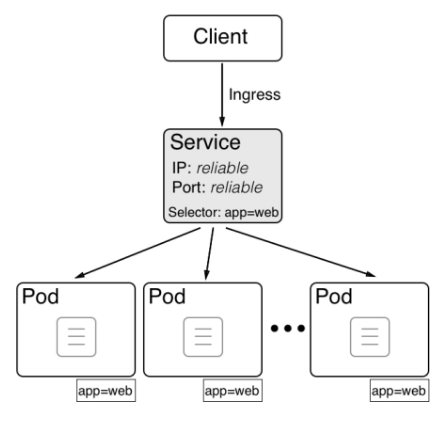 Client
Ingress
Service
IP: reliable
Port: reliable
Selector: app=web
Pod
Pod
Pod
app=web
app=web
app=web